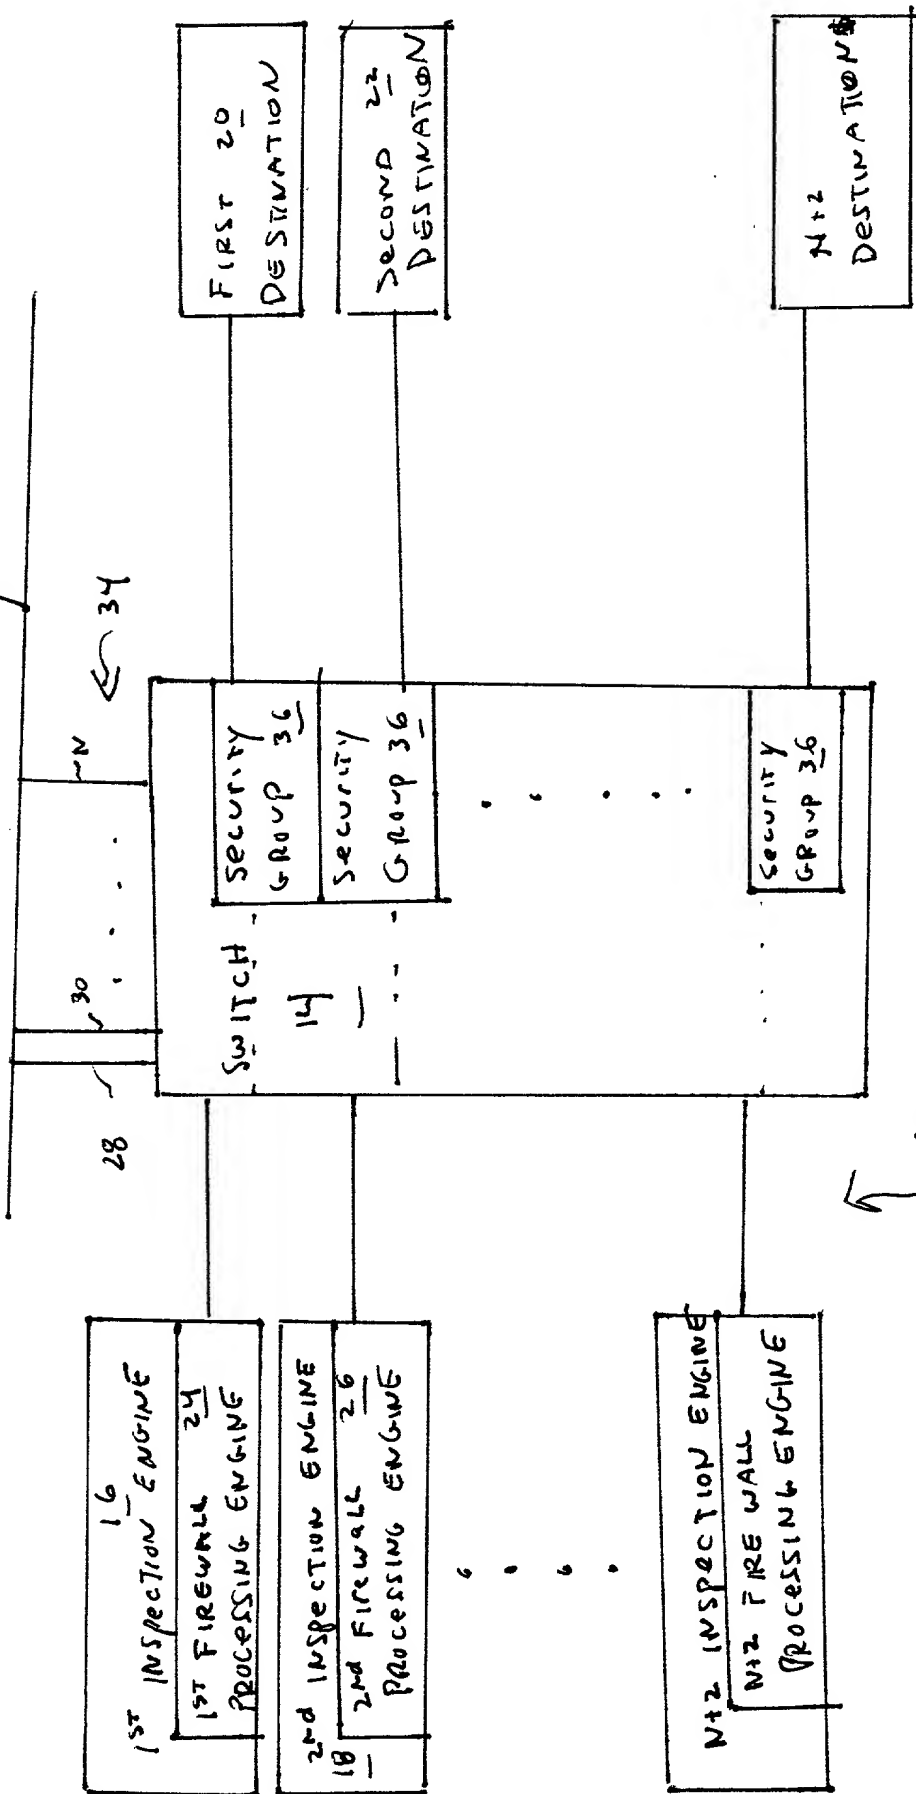 28
30
N
34
16
1ST INSPECTION ENGINE
1ST FIREWALL 24
PROCESSING ENGINE
2nd INSPECTION ENGINE
18
2nd FIREWALL 26
PROCESSING ENGINE
N+2 INSPECTION ENGINE
N+2 FIRE WALL
PROCESSING ENGINE
SWITCH
14
SECURITY
GROUP 36
SECURITY
GROUP 36
SECURITY
GROUP 36
FIRST 20
DESTINATION
SECOND 22
DESTINATION
N+2
DESTINATION